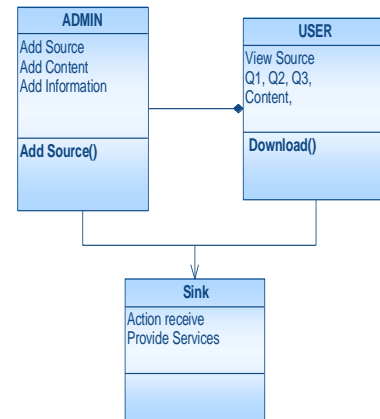 ADMIN
Add Source
Add Content
Add Information
Add Source()
USER
View Source
Q1, Q2, Q3,
Content,
Download()
Sink
Action receive
Provide Services